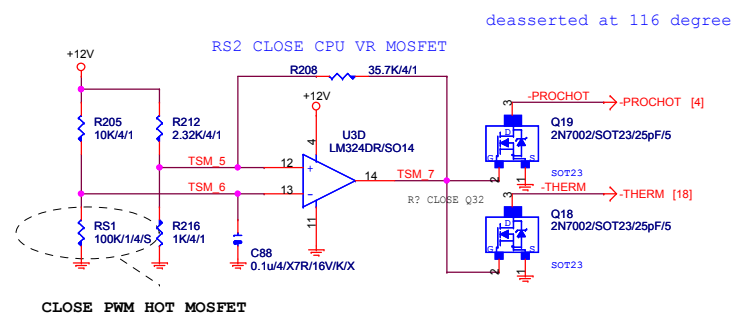 deasserted at 116 degree
RS2 CLOSE CPU VR MOSFET
+12V
R208 35.7K/4/1
+12V
-PROCHOT
-PROCHOT [4]
3
R205
10K/4/1
R212
2.32K/4/1
4
U3D
LM324DR/SO14
D
G S
Q19
2N7002/SOT23/25pF/5
TSM_5
12
+
14
TSM_7
2
1
SOT23
TSM_6
13
-
-THERM
-THERM [18]
R? CLOSE Q32
3
RS1
100K/1/4/S
R216
1K/4/1
11
D
G S
Q18
2N7002/SOT23/25pF/5
C88
0.1u/4/X7R/16V/K/X
2
1
SOT23
CLOSE PWM HOT MOSFET